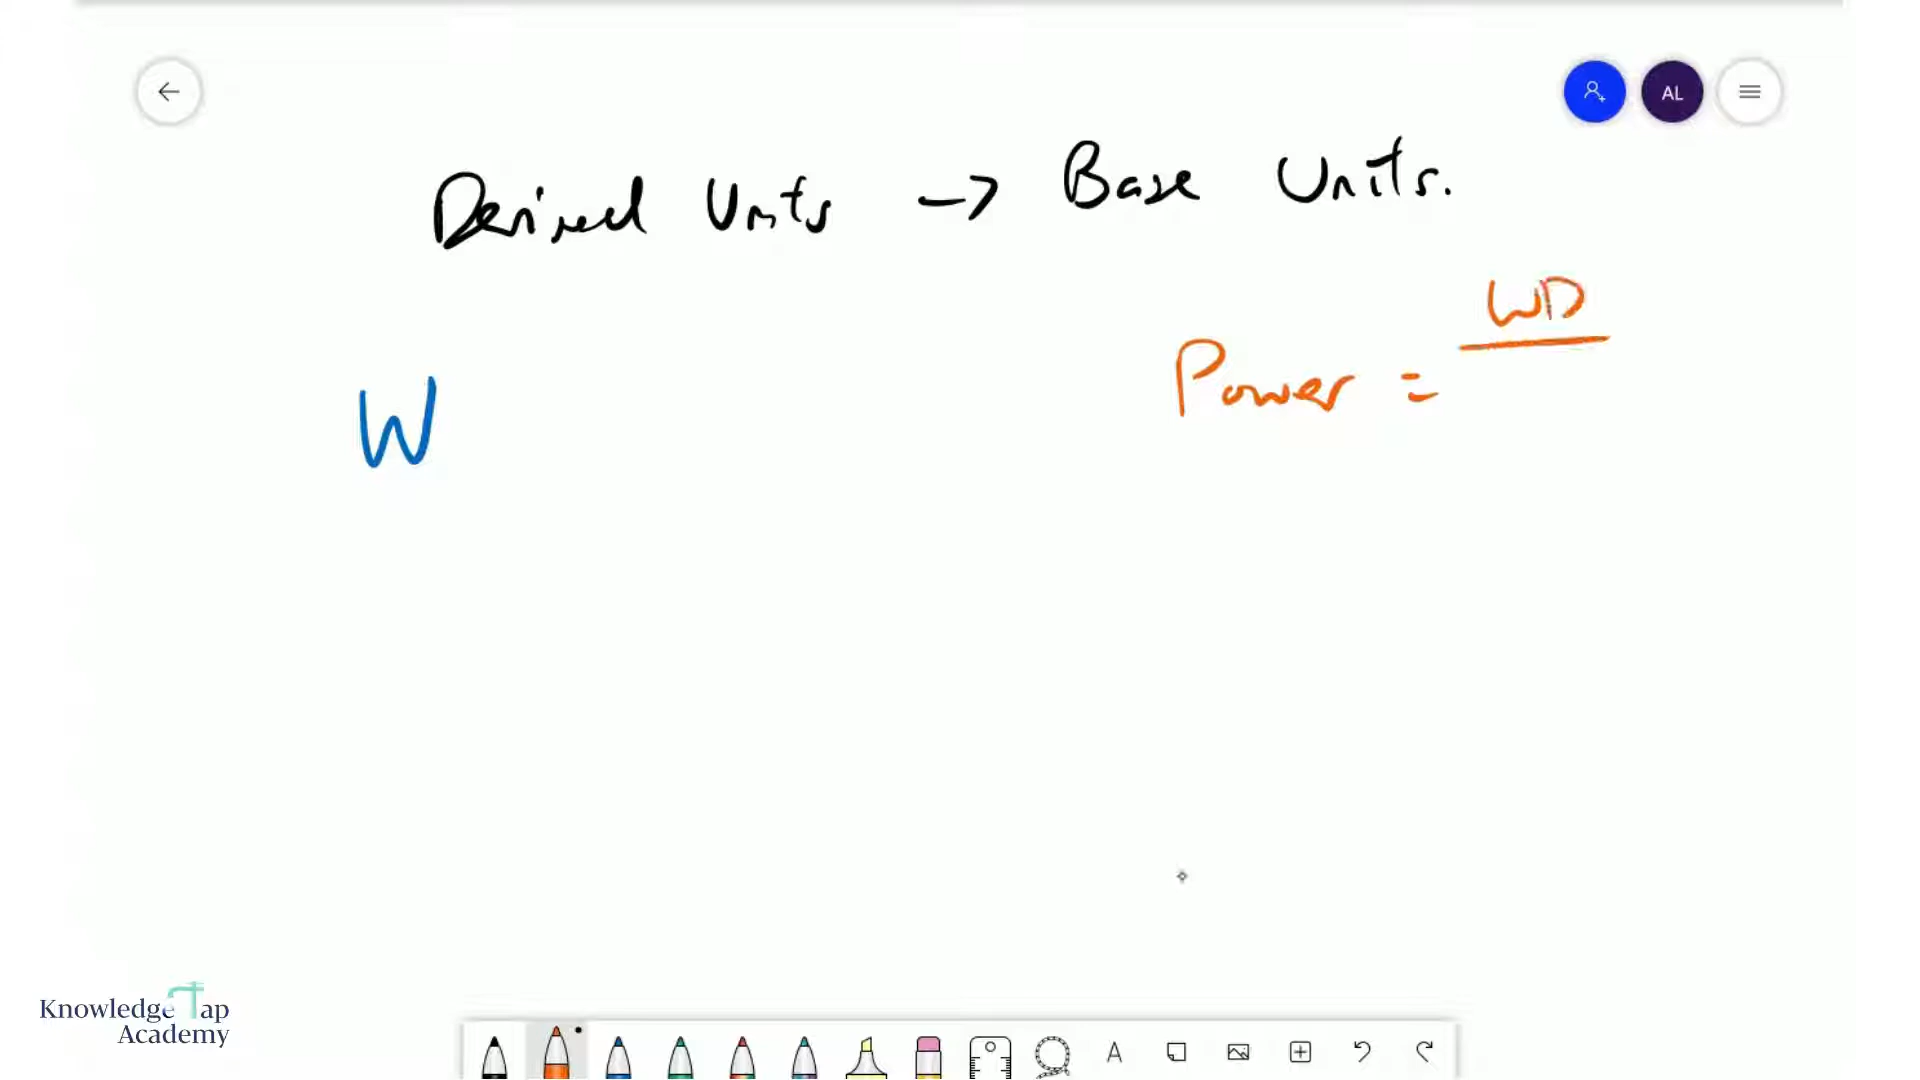 AL
Derived Units → Base Units.
WD
Power =
W
Knowledge Tap
Academy
A